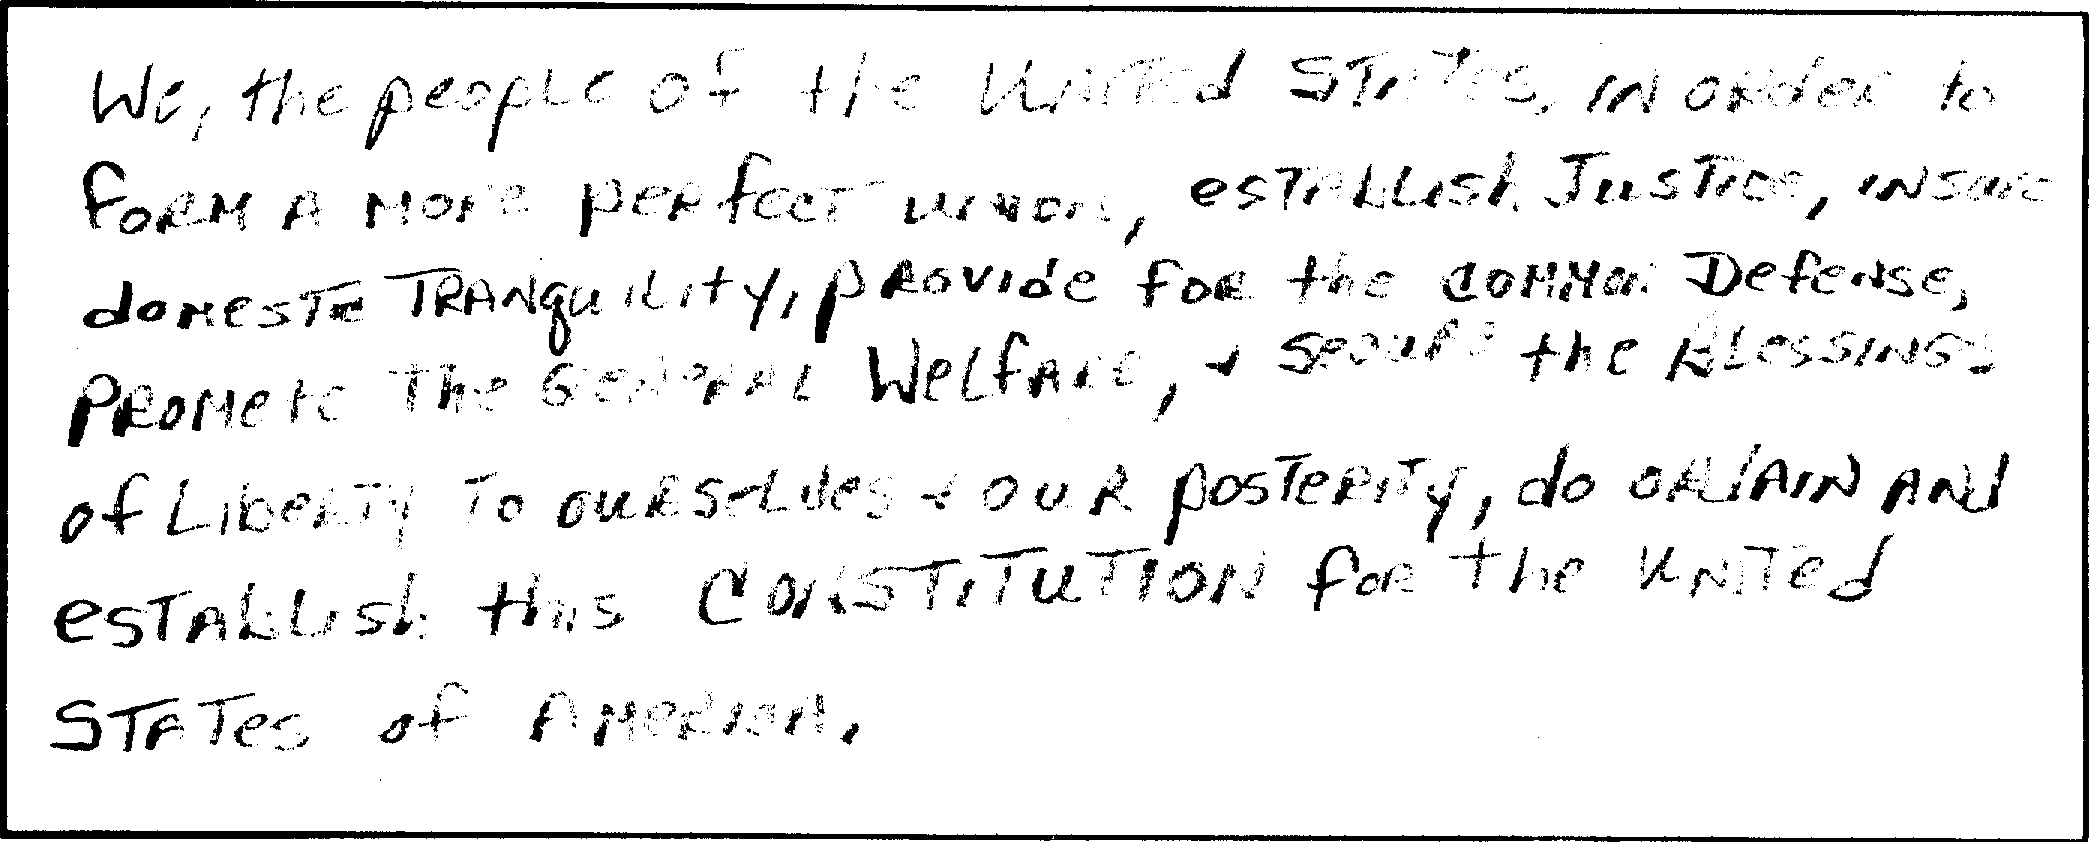 We, the people of the United States, in order to
form a more perfect union, establish Justice, insure
domestic Tranquility, provide for the common Defense,
Promote the General Welfare, & secure the Blessings
of Liberty to ourselves & our posterity, do ordain and
establish this CONSTITUTION for the United
States of America.